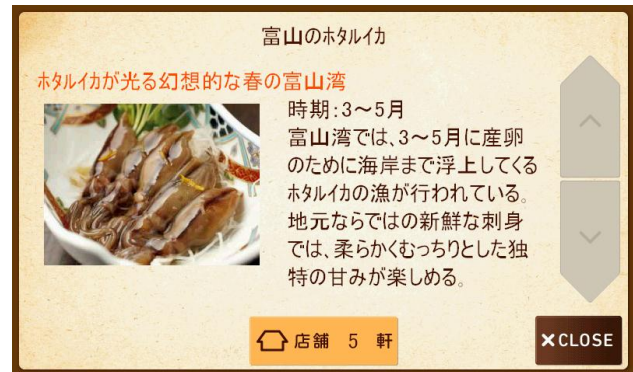 富山のホタルイカ
ホタルイカが光る幻想的な春の富山湾
時期:3～5月
富山湾では、3～5月に産卵
のために海岸まで浮上してくる
ホタルイカの漁が行われている。
地元ならではの新鮮な刺身
では、柔らかくむっちりとした独
特の甘みが楽しめる。
店舗 5 軒
×CLOSE